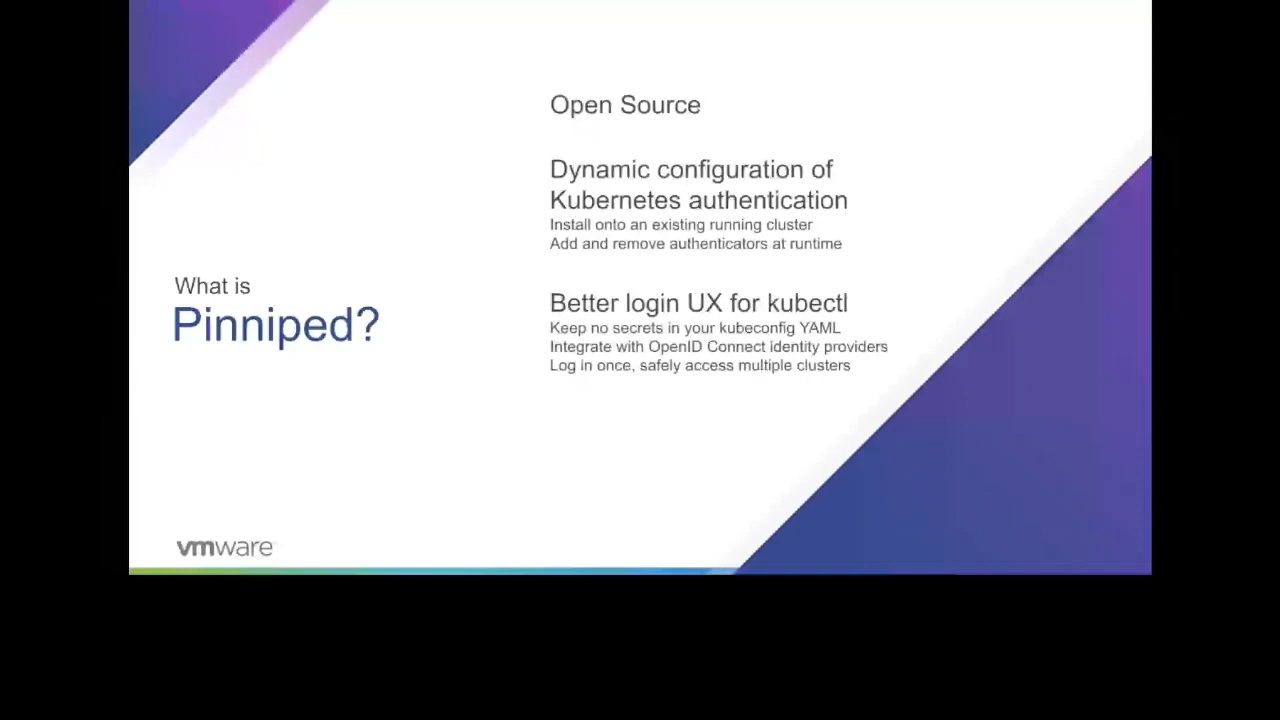 What is
Pinniped?
Open Source
Dynamic configuration of
Kubernetes authentication
Install onto an existing running cluster
Add and remove authenticators at runtime
Better login UX for kubectl
Keep no secrets in your kubeconfig YAML
Integrate with OpenID Connect identity providers
Log in once, safely access multiple clusters
vmware